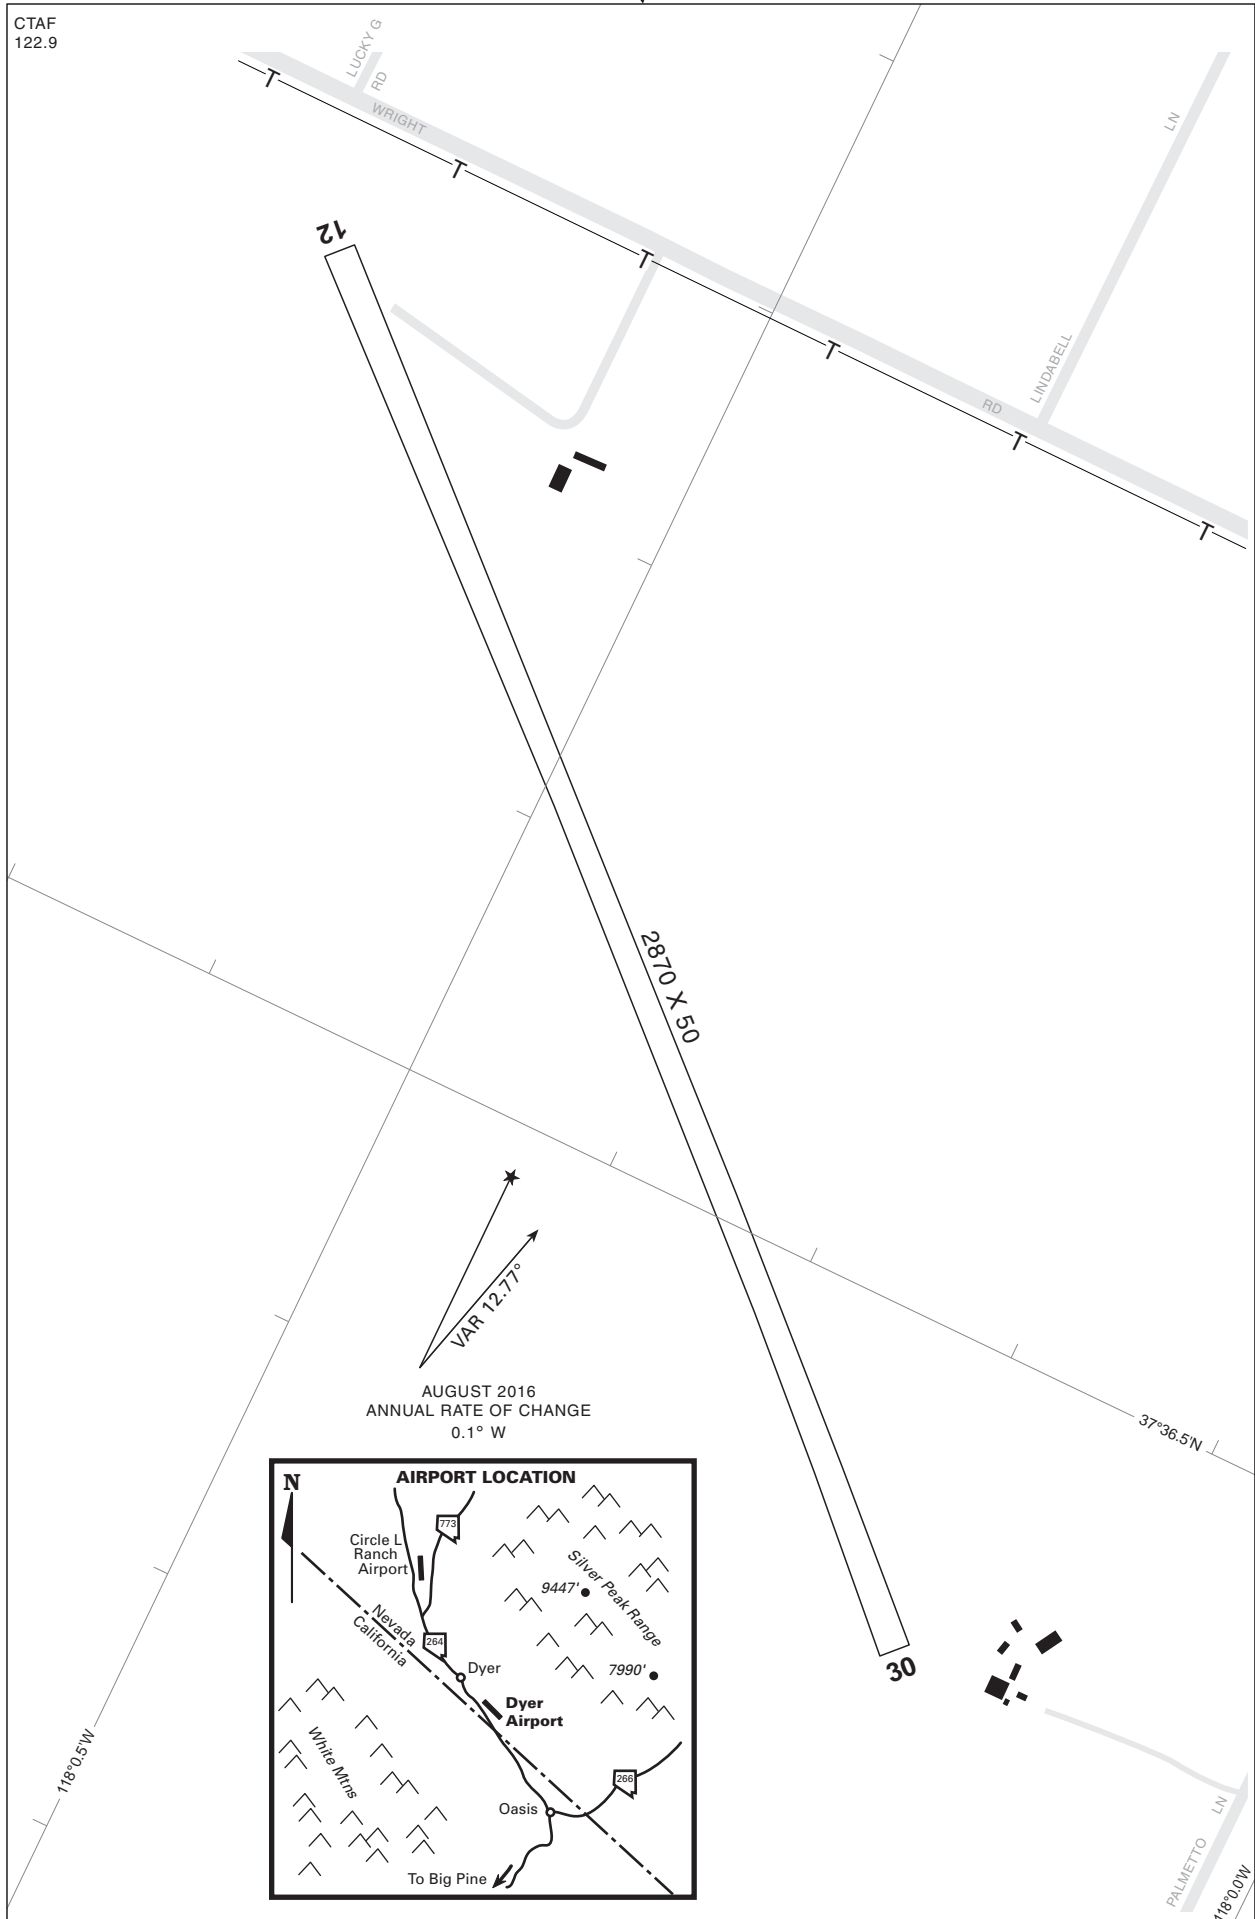 CTAF
122.9
LUCKY G
RD
WRIGHT
T
T
LN
12
T
T
LINDABELL
RD
T
T
2870 X 50
VAR 12.77°
AUGUST 2016
ANNUAL RATE OF CHANGE
0.1° W
37°36.5'N
30
118°0.5'W
PALMETTO
LN
118°0.0'W
AIRPORT LOCATION
N
773
Circle L
Ranch
Airport
Silver Peak Range
9447'
Nevada
California
264
Dyer
7990'
Dyer
Airport
White Mtns
266
Oasis
To Big Pine